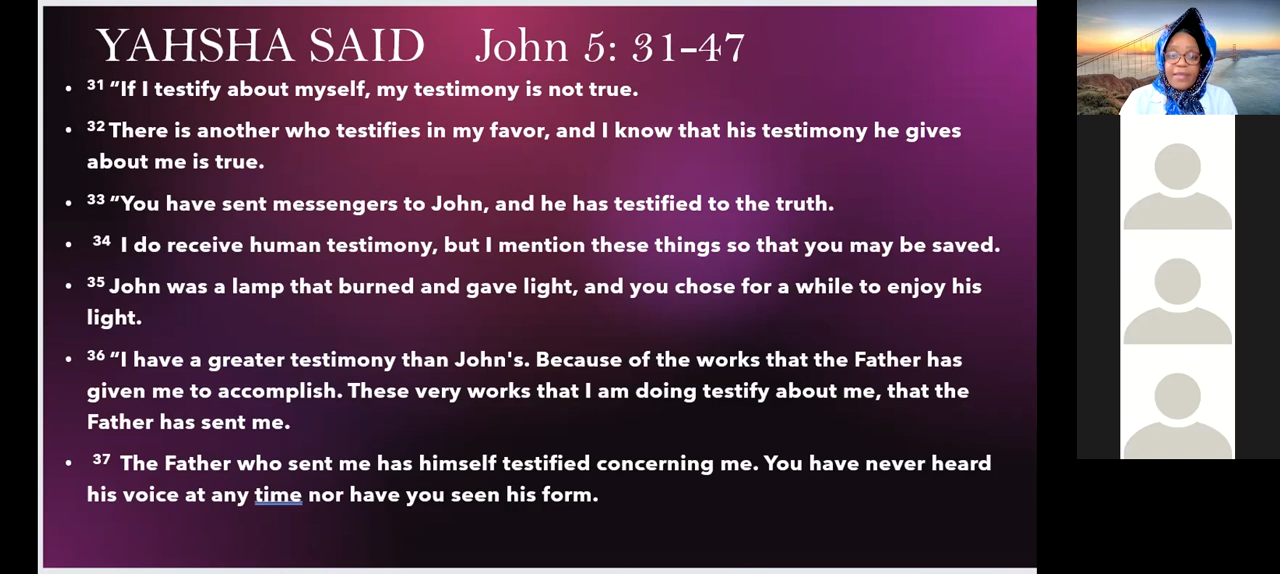 YAHSHA SAID John 5: 31-47
• ³¹ “If I testify about myself, my testimony is not true.
• ³² There is another who testifies in my favor, and I know that his testimony he gives
about me is true.
• ³³ “You have sent messengers to John, and he has testified to the truth.
• ³⁴ I do receive human testimony, but I mention these things so that you may be saved.
• ³⁵ John was a lamp that burned and gave light, and you chose for a while to enjoy his
light.
• ³⁶ “I have a greater testimony than John's. Because of the works that the Father has
given me to accomplish. These very works that I am doing testify about me, that the
Father has sent me.
• ³⁷ The Father who sent me has himself testified concerning me. You have never heard
his voice at any time nor have you seen his form.